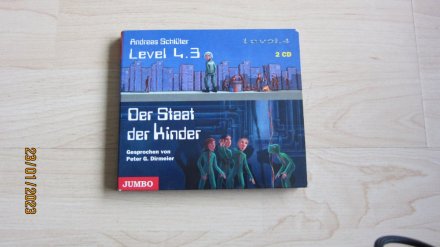 Andreas Schlüter
Level 4.3
Level.4
2 CD
Der Staat
der Kinder
Gesprochen von
Peter G. Dirmeier
JUMBO
23/01/2023